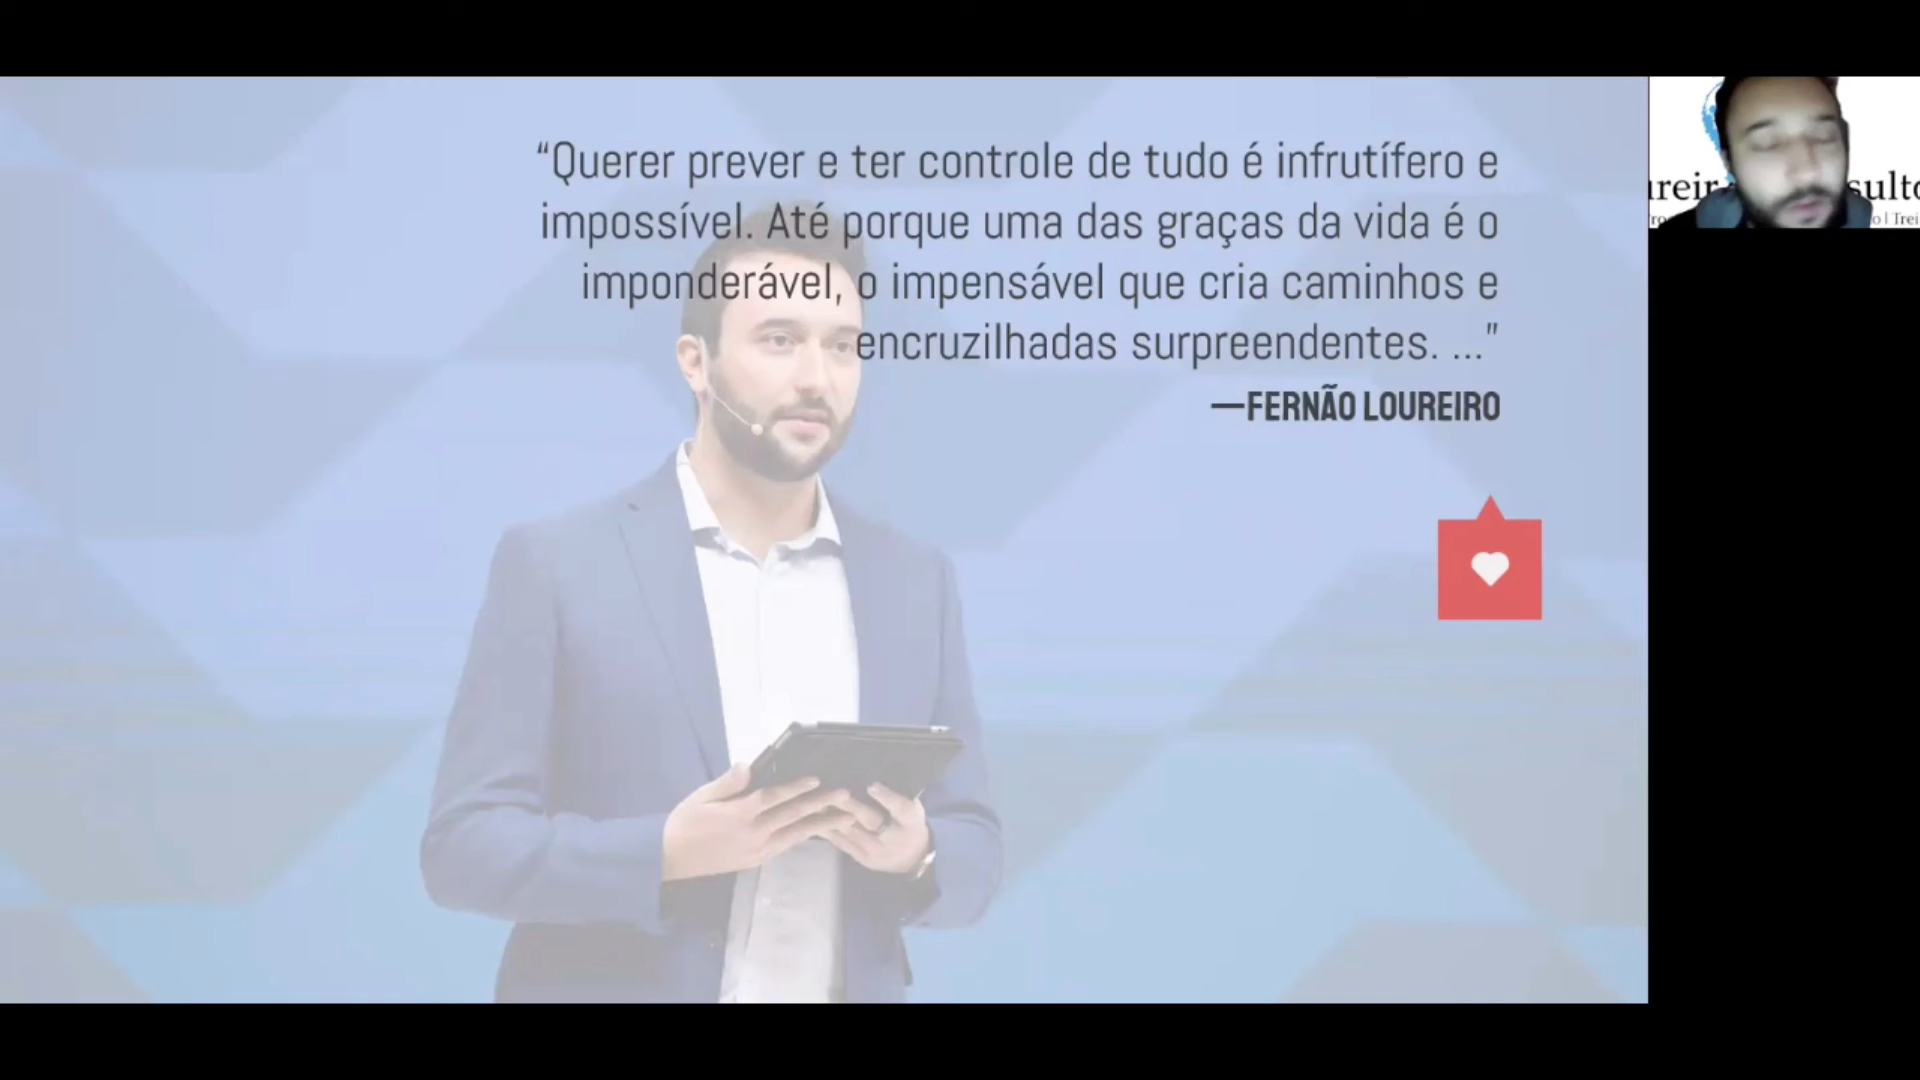 “Querer prever e ter controle de tudo é infrutífero e
impossível. Até porque uma das graças da vida é o
imponderável, o impensável que cria caminhos e
encruzilhadas surpreendentes. ...”
—FERNÃO LOUREIRO